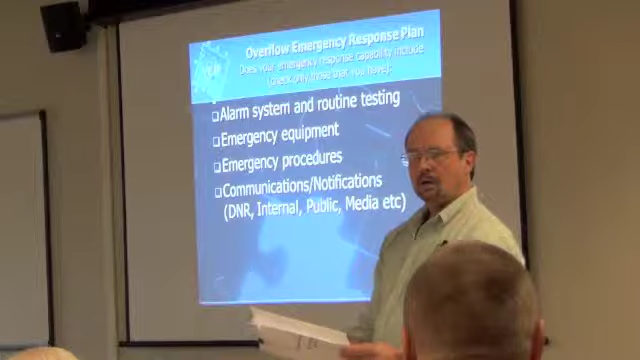 Overflow Emergency Response Plan
Does your emergency response capability include
(check only those that you have):
❑Alarm system and routine testing
❑Emergency equipment
❑Emergency procedures
❑Communications/Notifications
(DNR, Internal, Public, Media etc)